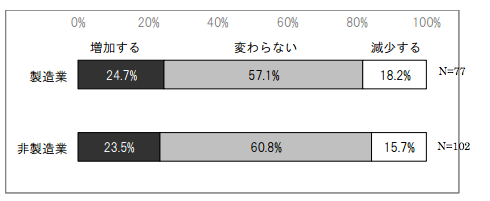 0% 20% 40% 60% 80% 100%
増加する 変わらない 減少する
製造業 24.7% 57.1% 18.2% N=77
非製造業 23.5% 60.8% 15.7% N=102